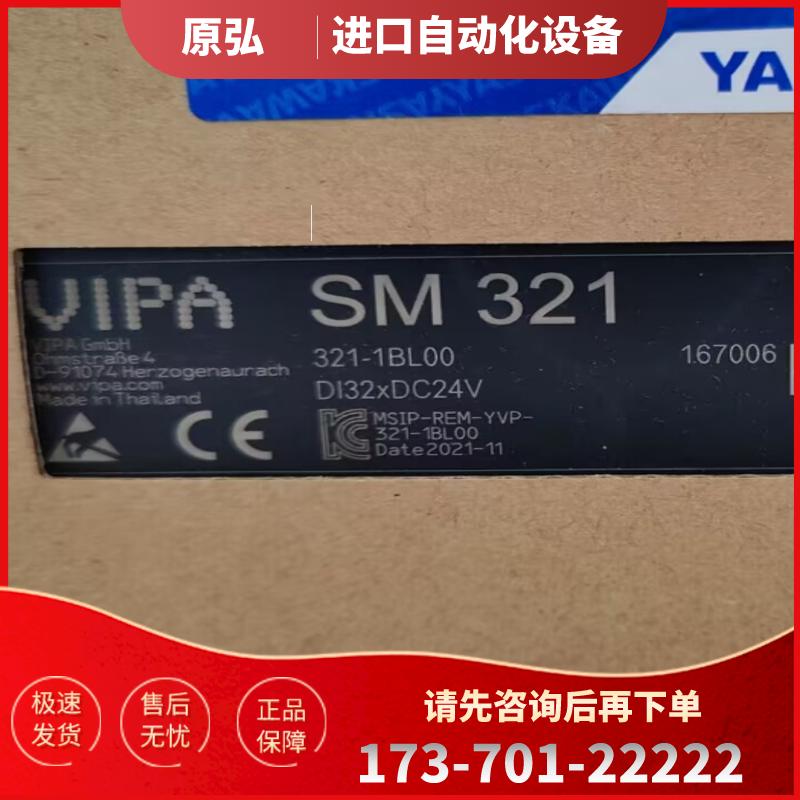 原弘 进口自动化设备
YA
VIPA
SM 321
VIPA GmbH
Ohmstraße 4
D-91074 Herzogenaurach
www.vipa.com
Made in Thailand
321-1BL00
167006
DI32xDC24V
CE
MSIP-REM-YVP-
321-1BL00
Date2021-11
极速
发货
售后
无忧
正品
保障
请先咨询后再下单
173-701-22222